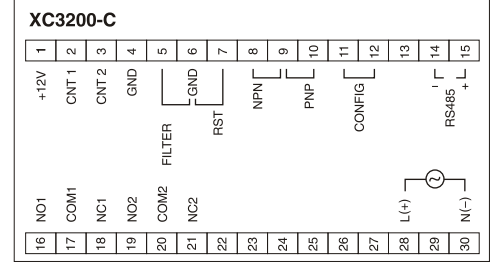 XC3200-C
1 2 3 4 5 6 7 8 9 10 11 12 13 14 15
+12V CNT 1 CNT 2 GND GND NPN PNP CONFIG - +
RS485
FILTER RST
L(+) ~ N(-)
NO1 COM1 NC1 NO2 COM2 NC2
16 17 18 19 20 21 22 23 24 25 26 27 28 29 30